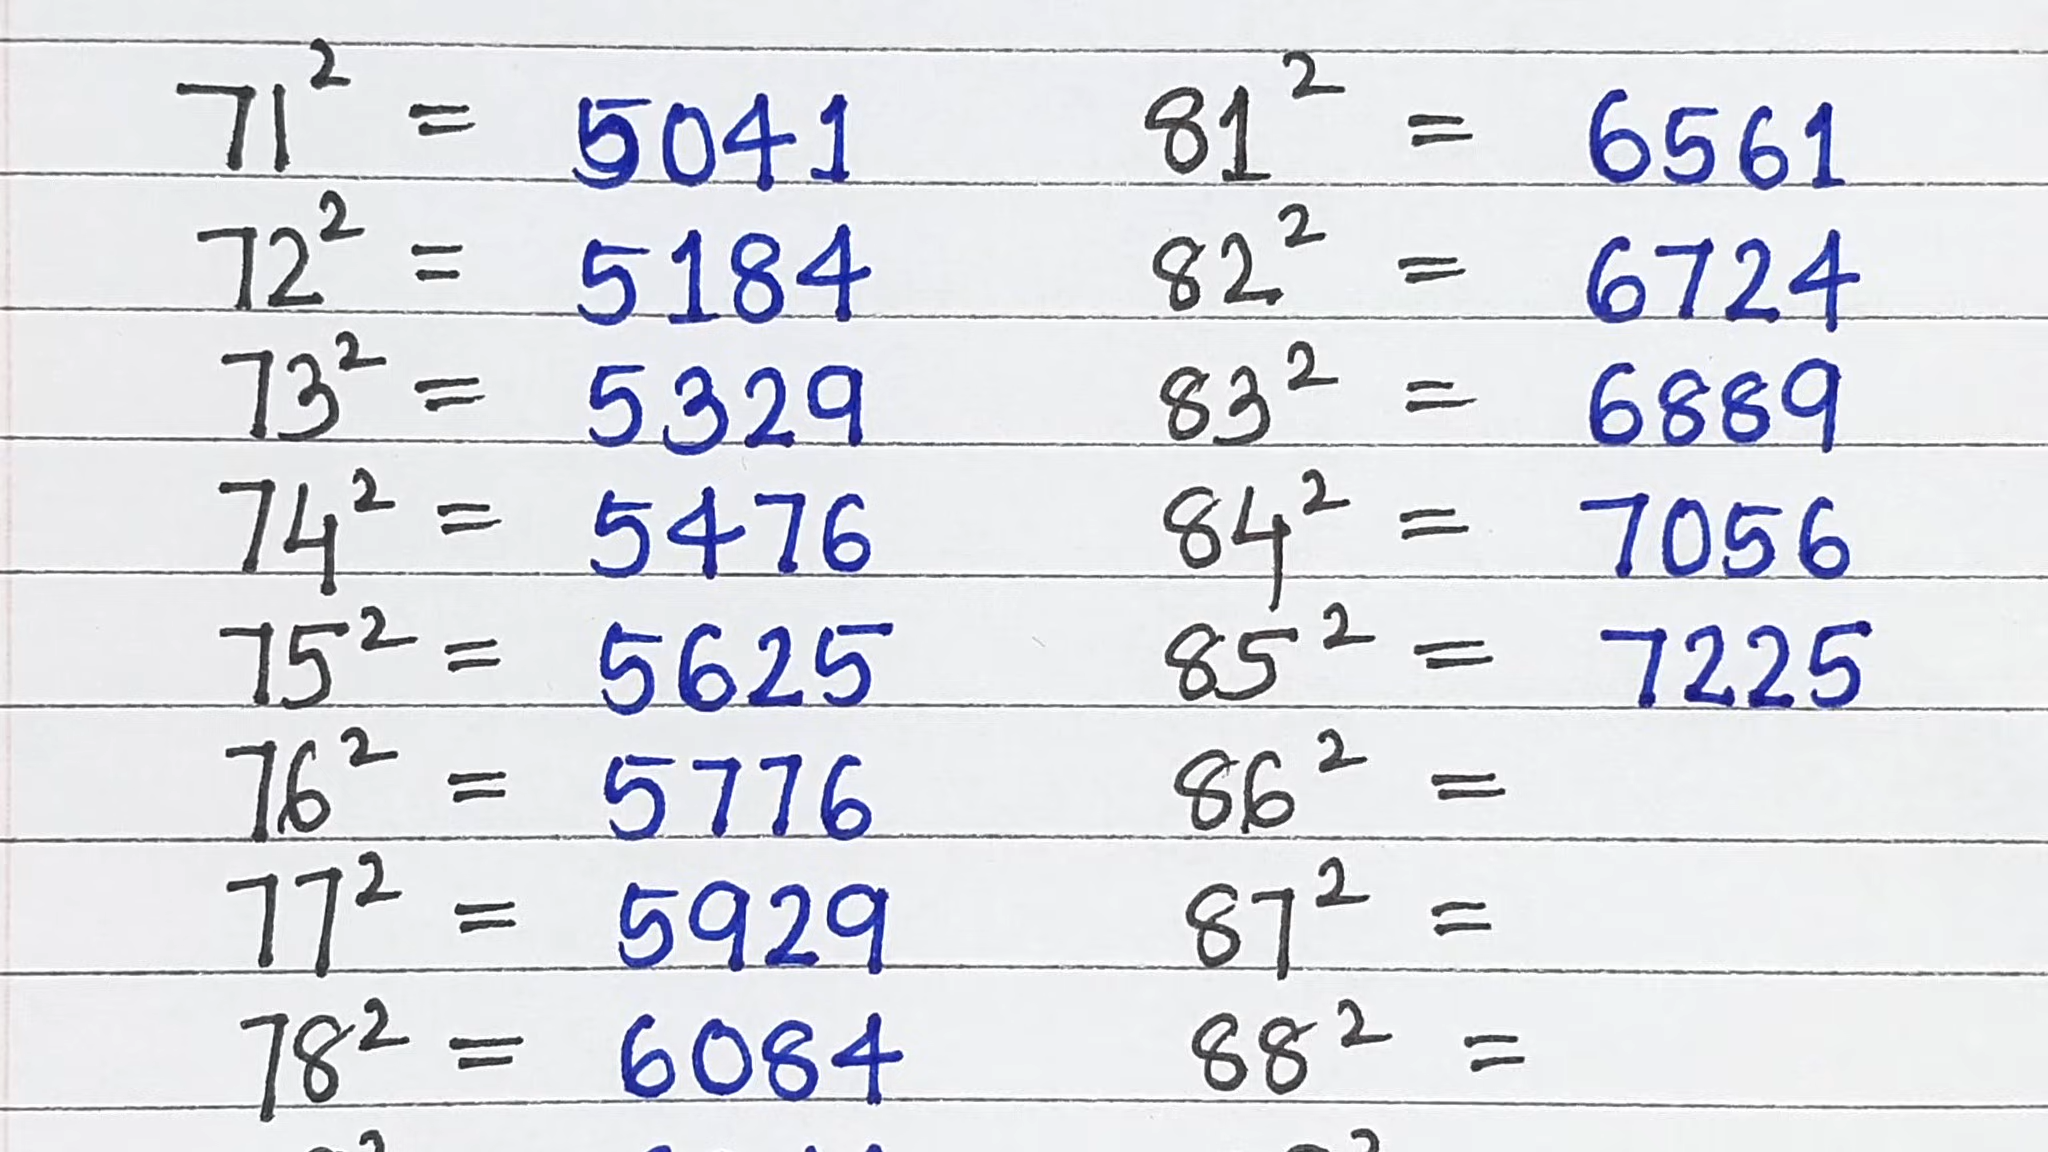 71² = 5041
72² = 5184
73² = 5329
74² = 5476
75² = 5625
76² = 5776
77² = 5929
78² = 6084
81² = 6561
82² = 6724
83² = 6889
84² = 7056
85² = 7225
86² =
87² =
88² =